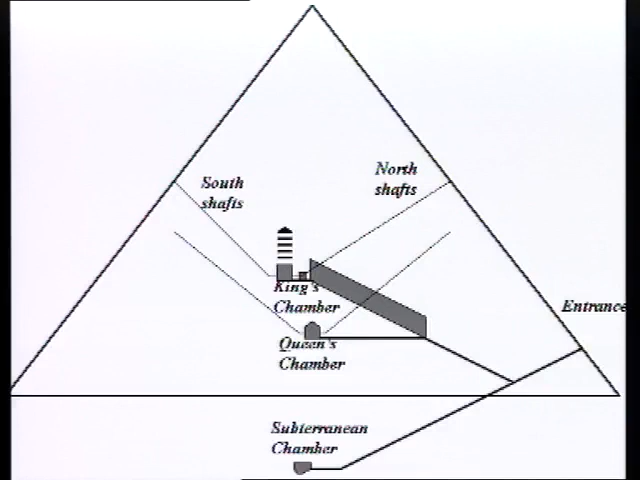 South
shafts
North
shafts
King's
Chamber
Entrance
Queen's
Chamber
Subterranean
Chamber